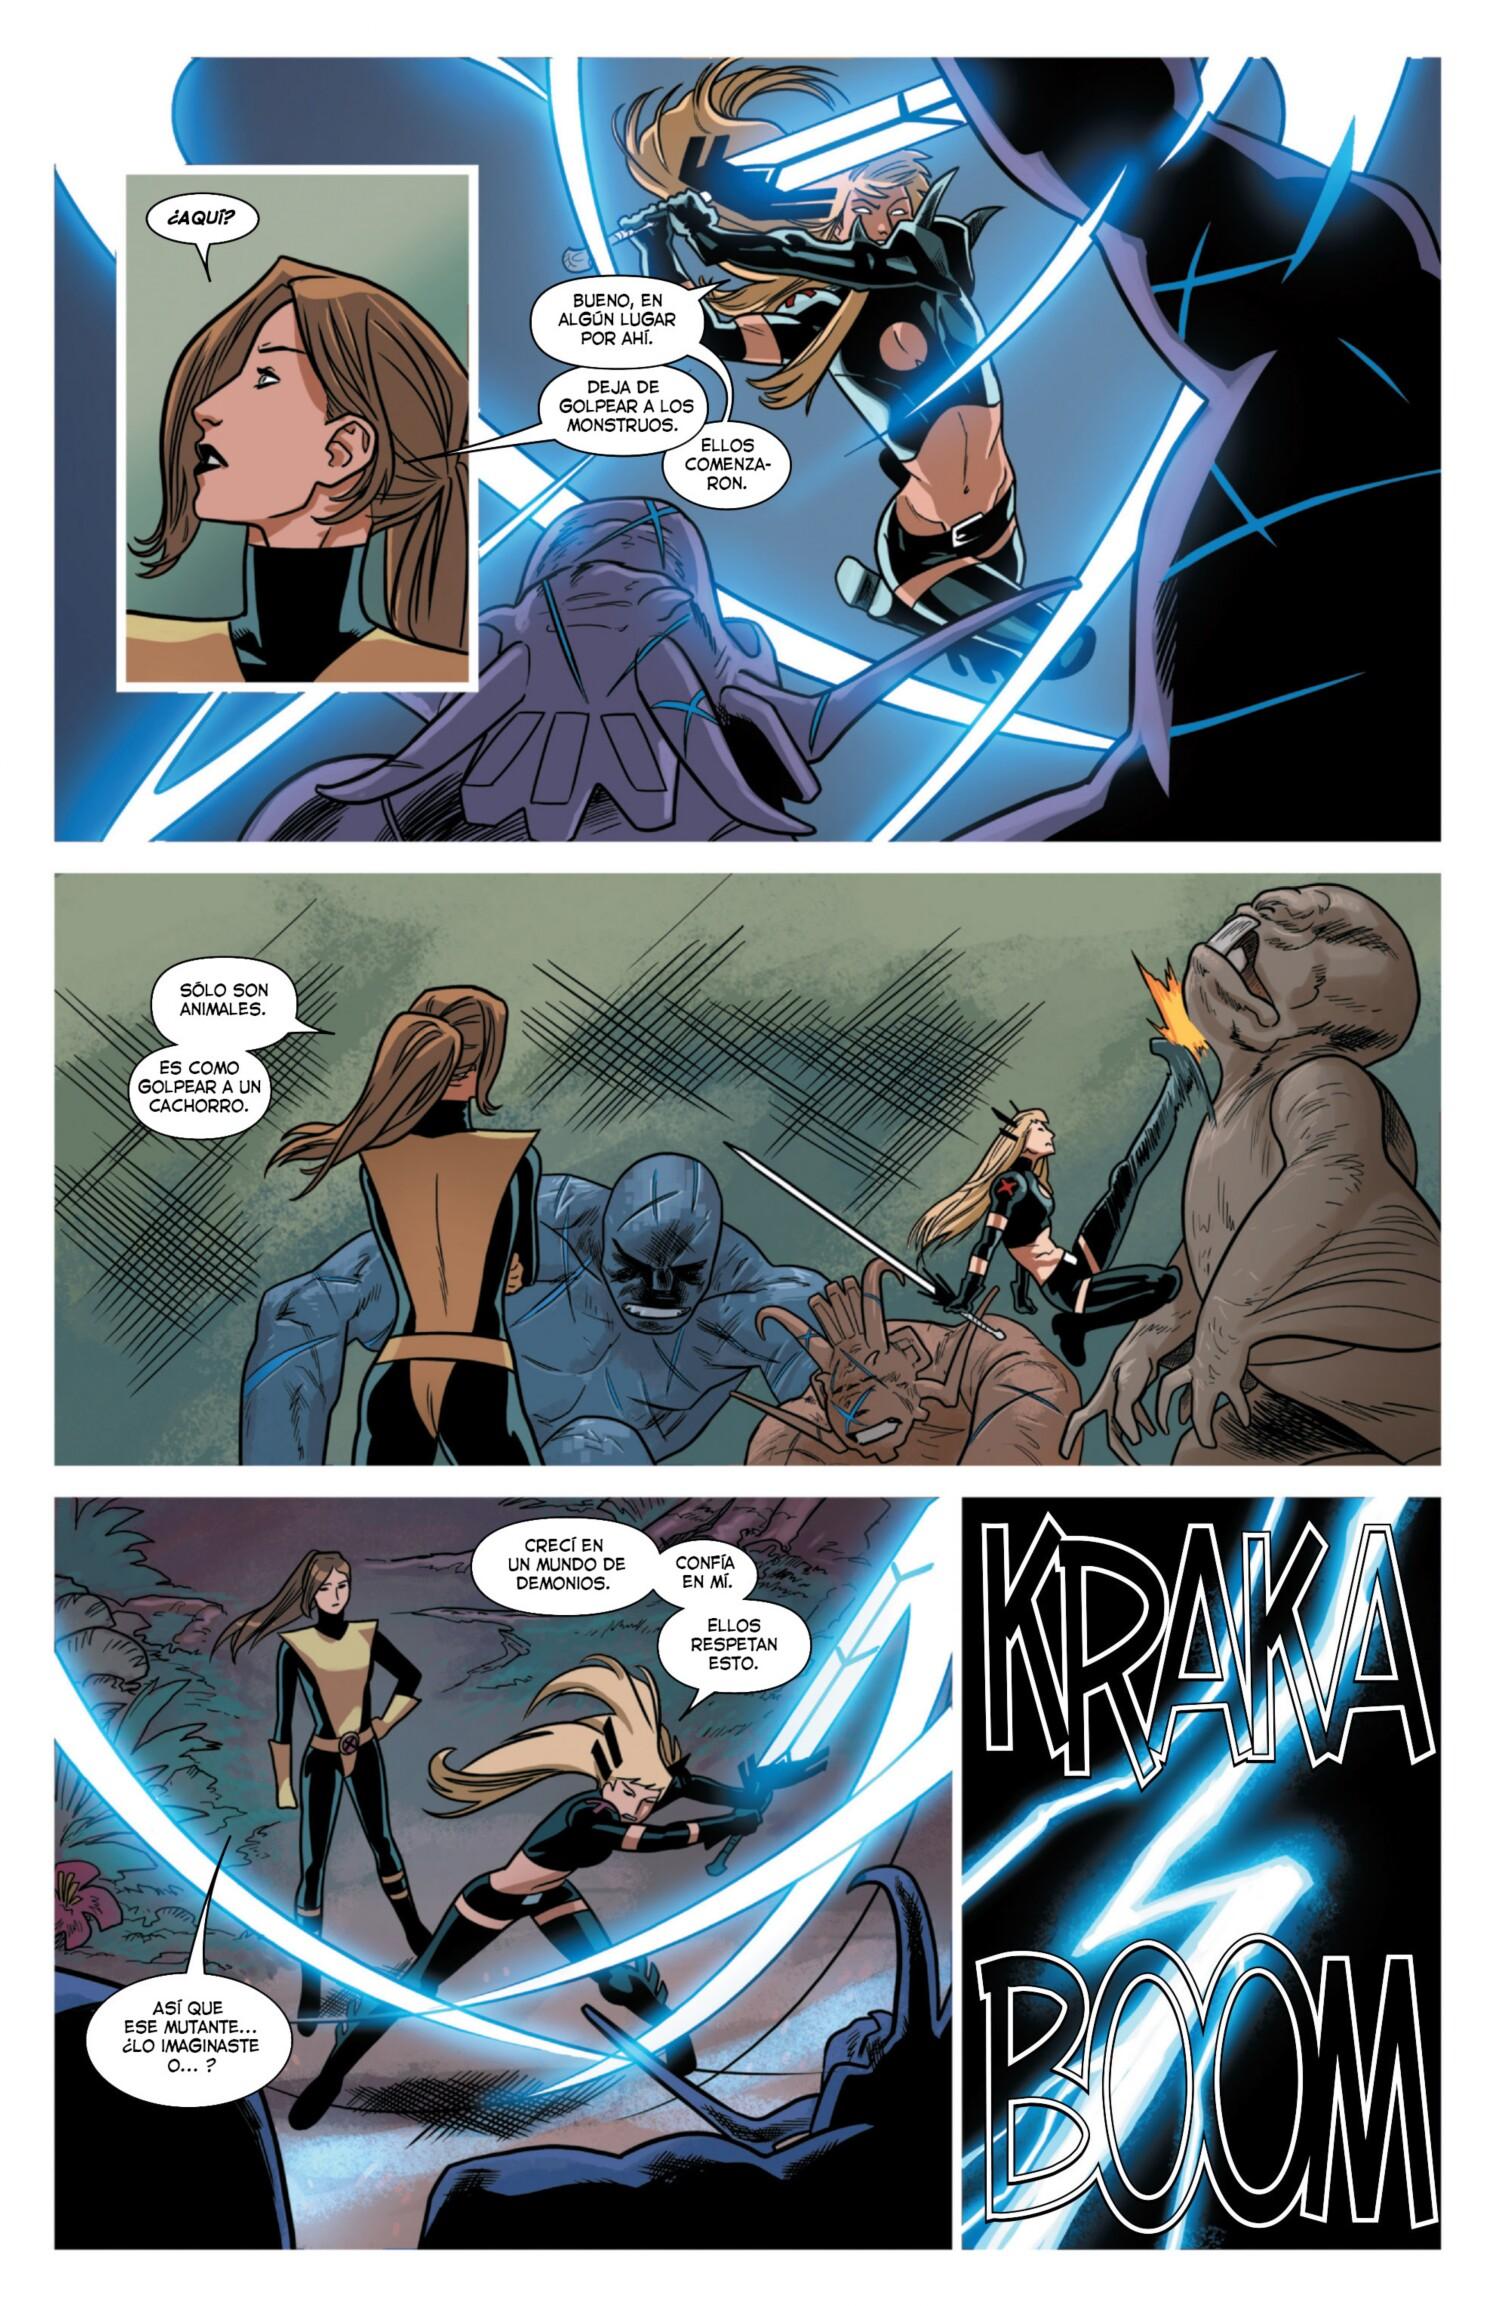 ¿AQUÍ?
BUENO, EN
ALGÚN LUGAR
POR AHÍ.
DEJA DE
GOLPEAR A LOS
MONSTRUOS.
ELLOS
COMENZA-
RON.
SÓLO SON
ANIMALES.
ES COMO
GOLPEAR A UN
CACHORRO.
CRECÍ EN
UN MUNDO DE
DEMONIOS.
CONFÍA
EN MÍ.
ELLOS
RESPETAN
ESTO.
ASÍ QUE
ESE MUTANTE...
¿LO IMAGINASTE
O... ?
KRAKA
BOOM